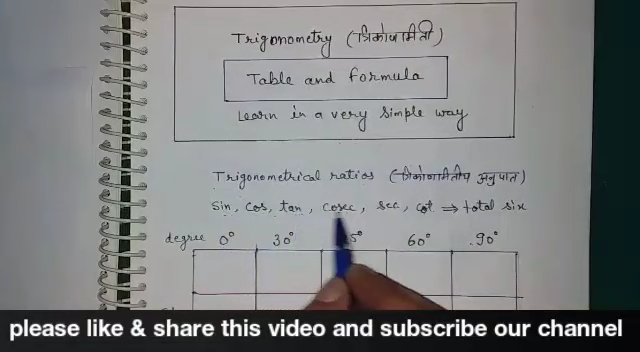 Trigonometry (त्रिकोणमिती)
Table and formula
Learn in a very simple way
Trigonometrical ratios (त्रिकोणमितीय अनुपात)
Sin, Cos, tan, Cosec, Sec, Cot ⇒ total six
degree 0° 30° 45° 60° 90°
please like & share this video and subscribe our channel